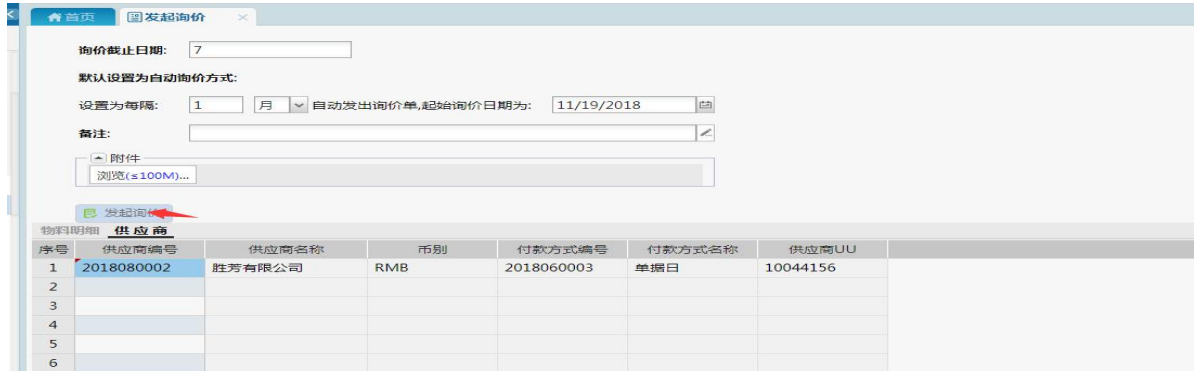 首页 发起询价
询价截止日期: 7
默认设置为自动询价方式:
设置为每隔: 1 月 自动发出询价单,起始询价日期为: 11/19/2018
备注:
附件
浏览(≤100M)...
发起询价
物料明细 供应商
序号 供应商编号 供应商名称 币别 付款方式编号 付款方式名称 供应商UU
1 2018080002 胜芳有限公司 RMB 2018060003 单据日 10044156
2
3
4
5
6